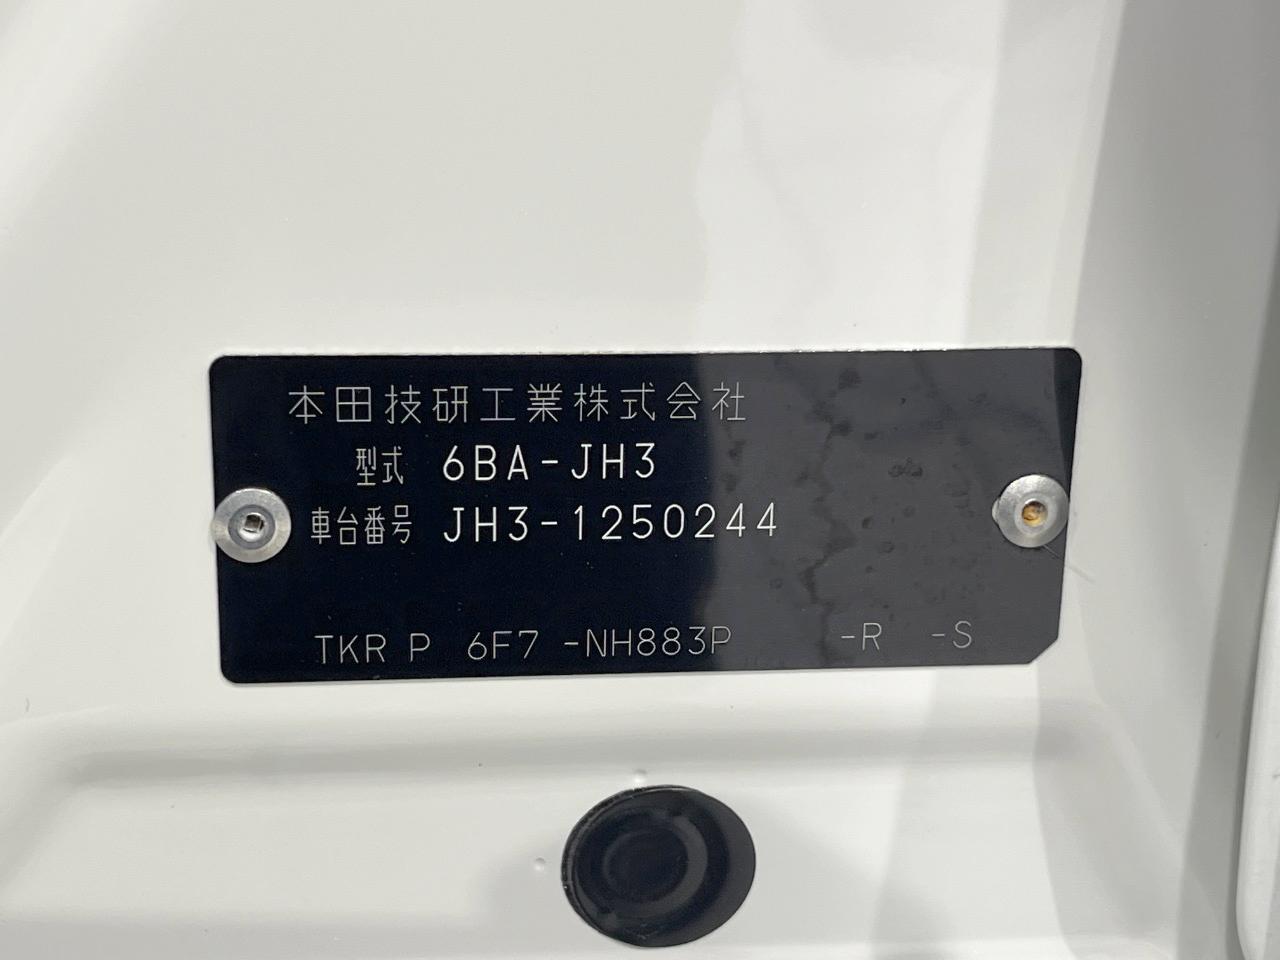 本田技研工業株式会社
型式 6BA-JH3
車台番号 JH3-1250244
TKR P 6F7 -NH883P -R -S